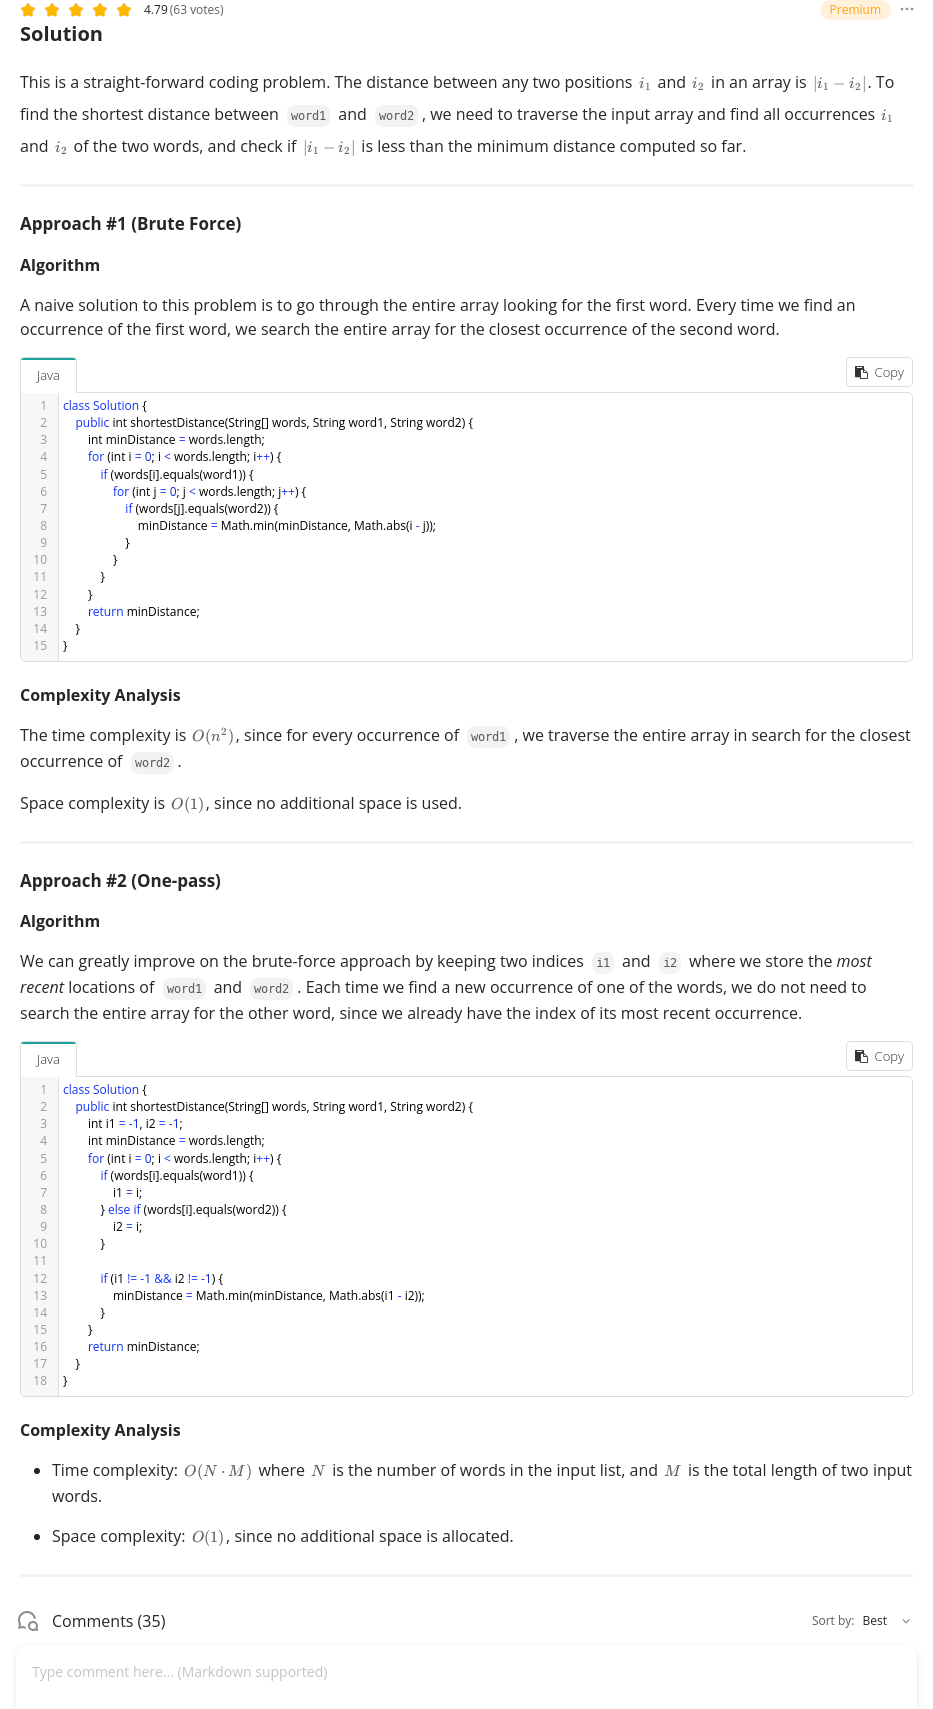 4.79 (63 votes) Premium ...
Solution
This is a straight-forward coding problem. The distance between any two positions i₁ and i₂ in an array is |i₁ − i₂|. To
find the shortest distance between word1 and word2 , we need to traverse the input array and find all occurrences i₁
and i₂ of the two words, and check if |i₁ − i₂| is less than the minimum distance computed so far.
Approach #1 (Brute Force)
Algorithm
A naive solution to this problem is to go through the entire array looking for the first word. Every time we find an
occurrence of the first word, we search the entire array for the closest occurrence of the second word.
Java Copy
1 class Solution {
2     public int shortestDistance(String[] words, String word1, String word2) {
3         int minDistance = words.length;
4         for (int i = 0; i < words.length; i++) {
5             if (words[i].equals(word1)) {
6                 for (int j = 0; j < words.length; j++) {
7                     if (words[j].equals(word2)) {
8                         minDistance = Math.min(minDistance, Math.abs(i - j));
9                     }
10                 }
11             }
12         }
13         return minDistance;
14     }
15 }
Complexity Analysis
The time complexity is O(n²), since for every occurrence of word1 , we traverse the entire array in search for the closest
occurrence of word2 .
Space complexity is O(1), since no additional space is used.
Approach #2 (One-pass)
Algorithm
We can greatly improve on the brute-force approach by keeping two indices i1 and i2 where we store the most
recent locations of word1 and word2 . Each time we find a new occurrence of one of the words, we do not need to
search the entire array for the other word, since we already have the index of its most recent occurrence.
Java Copy
1 class Solution {
2     public int shortestDistance(String[] words, String word1, String word2) {
3         int i1 = -1, i2 = -1;
4         int minDistance = words.length;
5         for (int i = 0; i < words.length; i++) {
6             if (words[i].equals(word1)) {
7                 i1 = i;
8             } else if (words[i].equals(word2)) {
9                 i2 = i;
10             }
11
12             if (i1 != -1 && i2 != -1) {
13                 minDistance = Math.min(minDistance, Math.abs(i1 - i2));
14             }
15         }
16         return minDistance;
17     }
18 }
Complexity Analysis
• Time complexity: O(N · M) where N is the number of words in the input list, and M is the total length of two input
words.
• Space complexity: O(1), since no additional space is allocated.
Comments (35) Sort by: Best
Type comment here... (Markdown supported)